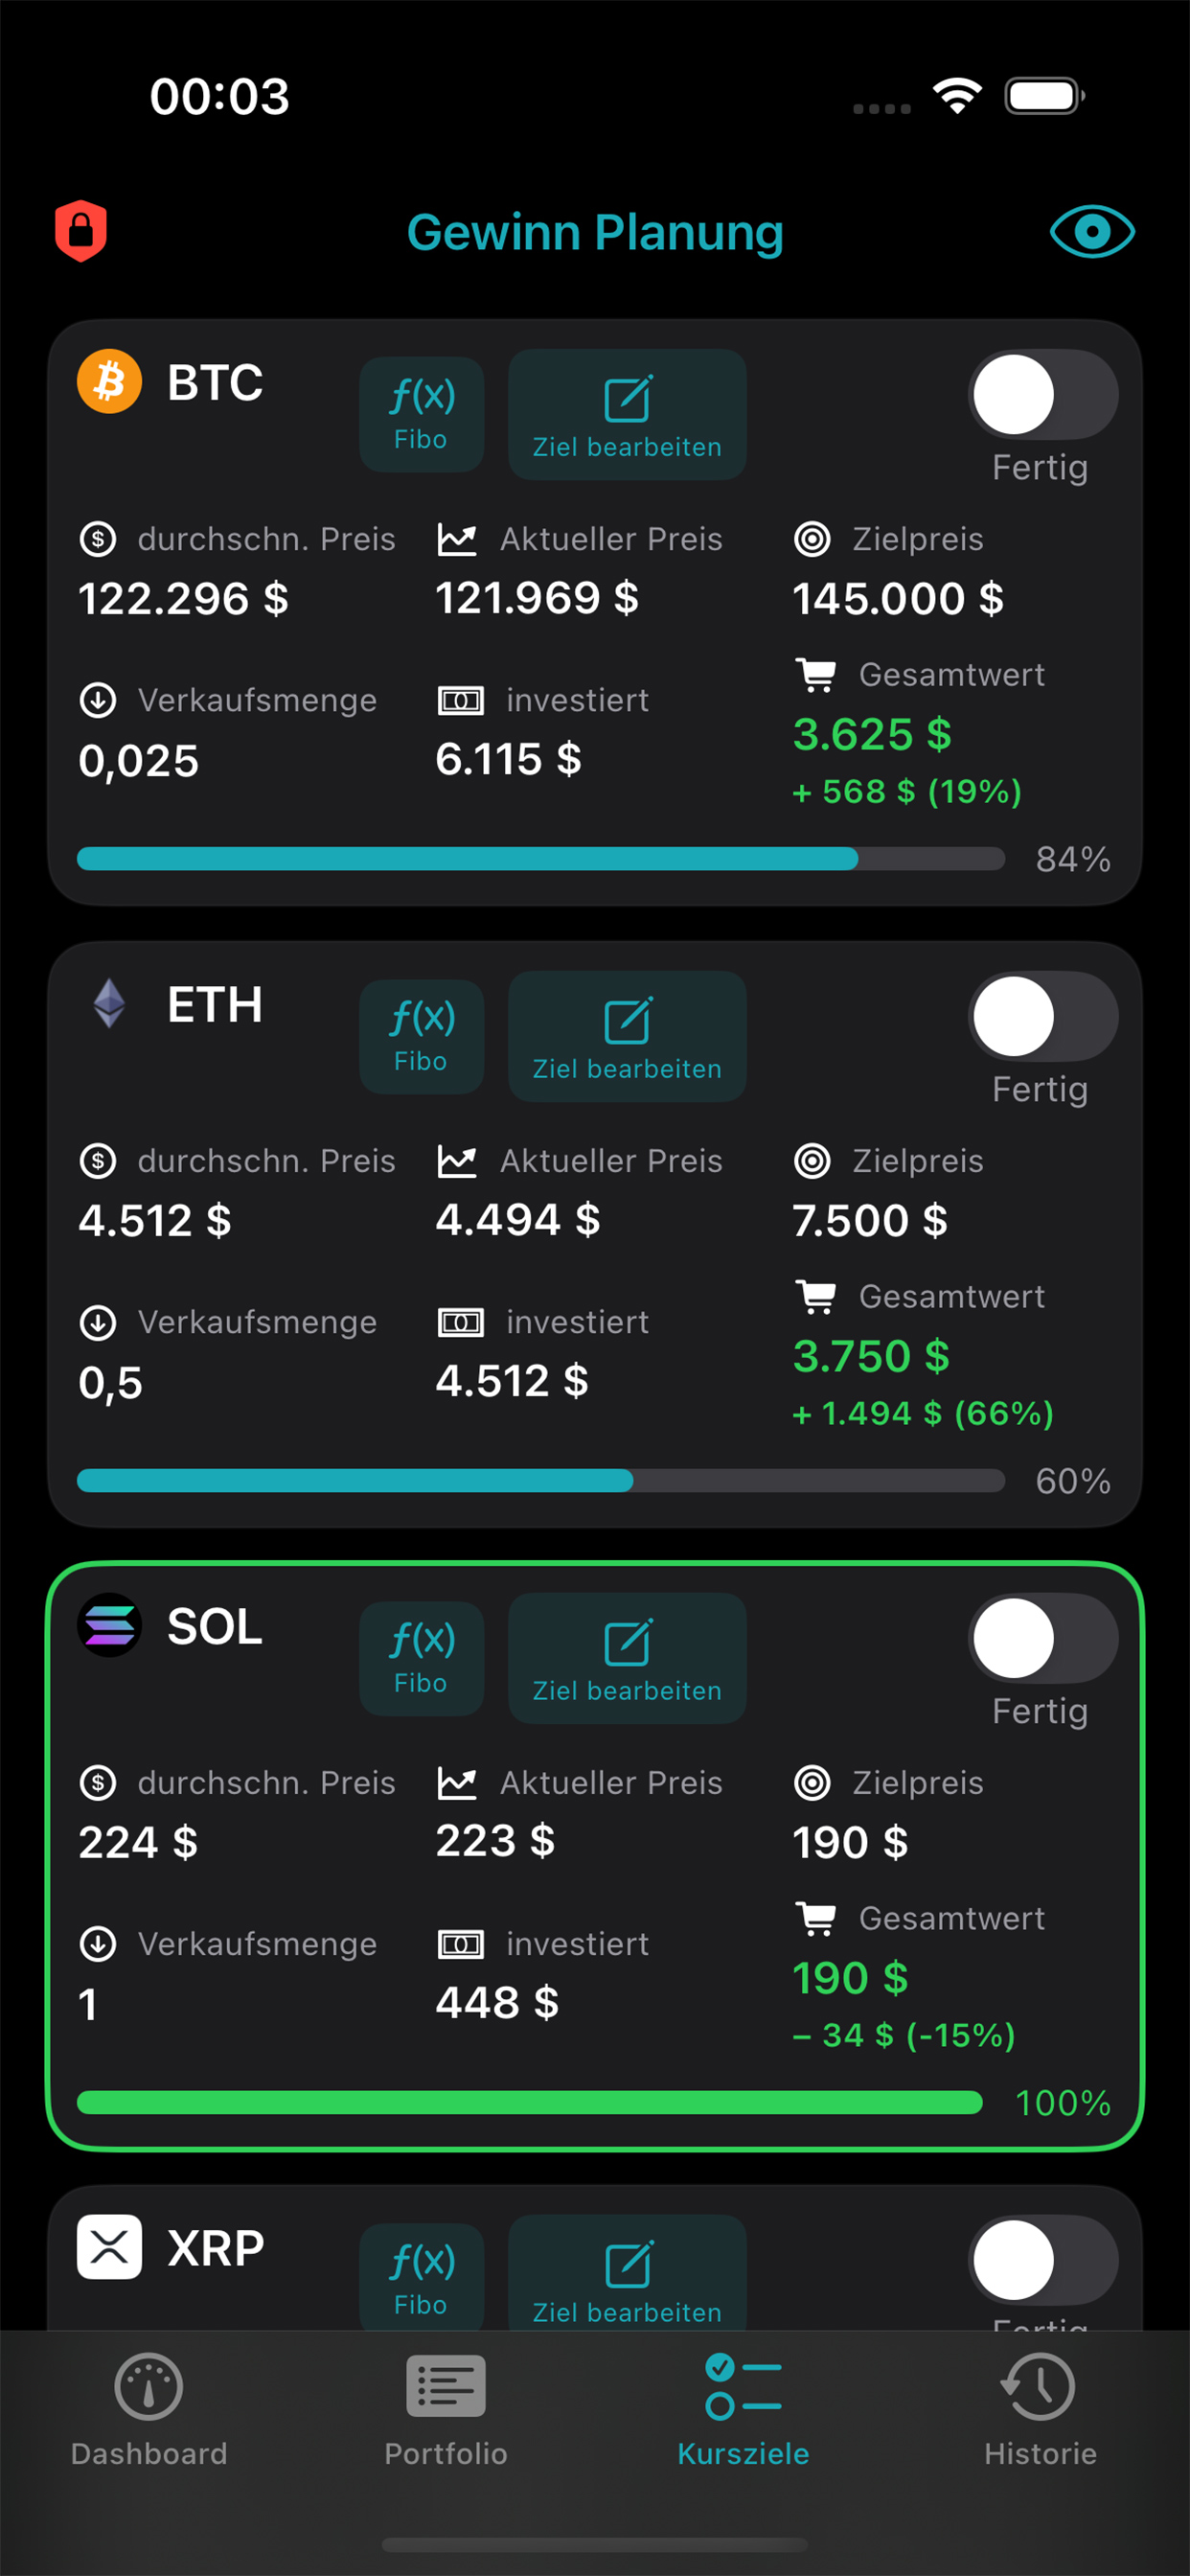 00:03
Gewinn Planung
BTC
f(x)
Fibo
Ziel bearbeiten
Fertig
durchschn. Preis
Aktueller Preis
Zielpreis
122.296 $
121.969 $
145.000 $
Verkaufsmenge
investiert
Gesamtwert
0,025
6.115 $
3.625 $
+ 568 $ (19%)
84%
ETH
f(x)
Fibo
Ziel bearbeiten
Fertig
durchschn. Preis
Aktueller Preis
Zielpreis
4.512 $
4.494 $
7.500 $
Verkaufsmenge
investiert
Gesamtwert
0,5
4.512 $
3.750 $
+ 1.494 $ (66%)
60%
SOL
f(x)
Fibo
Ziel bearbeiten
Fertig
durchschn. Preis
Aktueller Preis
Zielpreis
224 $
223 $
190 $
Verkaufsmenge
investiert
Gesamtwert
1
448 $
190 $
– 34 $ (-15%)
100%
XRP
f(x)
Fibo
Ziel bearbeiten
Fertig
Dashboard
Portfolio
Kursziele
Historie